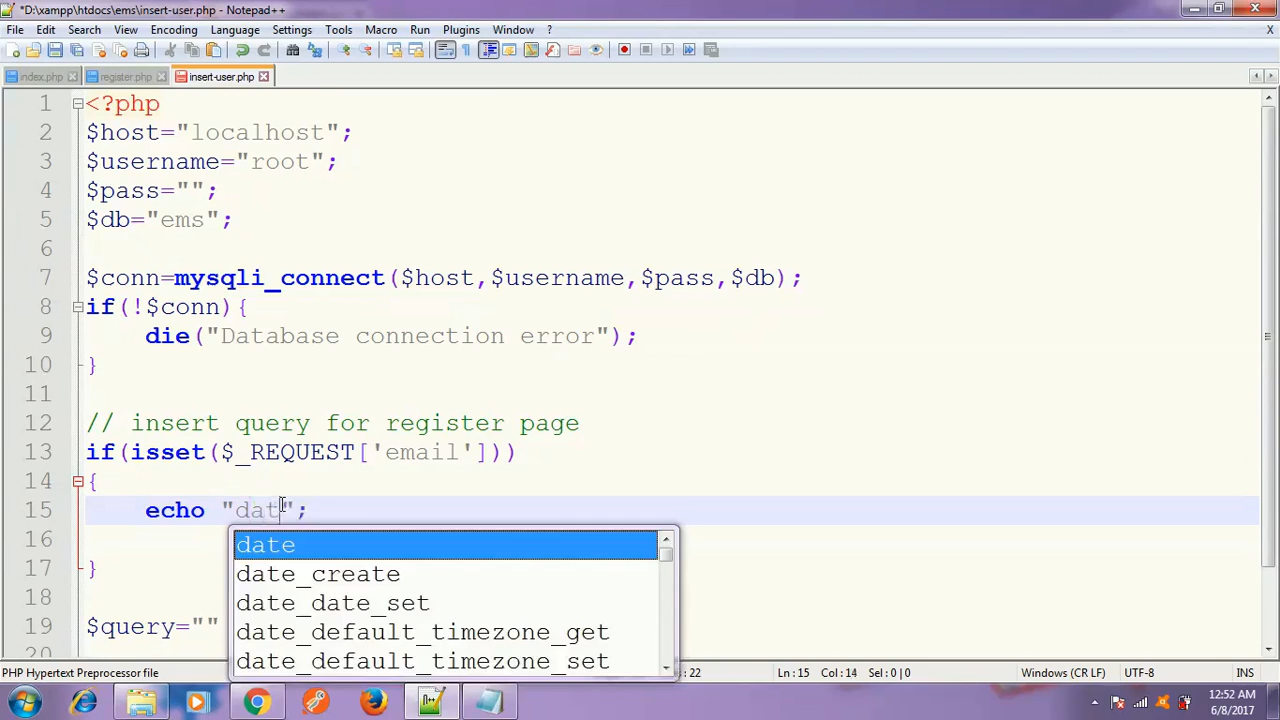 *D:\xampp\htdocs\ems\insert-user.php - Notepad++
File Edit Search View Encoding Language Settings Tools Macro Run Plugins Window ? X
index.php register.php insert-user.php
1 <?php
2 $host="localhost";
3 $username="root";
4 $pass="";
5 $db="ems";
6
7 $conn=mysqli_connect($host,$username,$pass,$db);
8 if(!$conn){
9 die("Database connection error");
10 }
11
12 // insert query for register page
13 if(isset($_REQUEST['email']))
14 {
15 echo "dat";
16
date
17 }
date_create
18
date_date_set
19 $query=""
date_default_timezone_get
date_default_timezone_set
PHP Hypertext Preprocessor file : 22 Ln : 15 Col : 14 Sel : 0 | 0 Windows (CR LF) UTF-8 INS
12:52 AM
6/8/2017